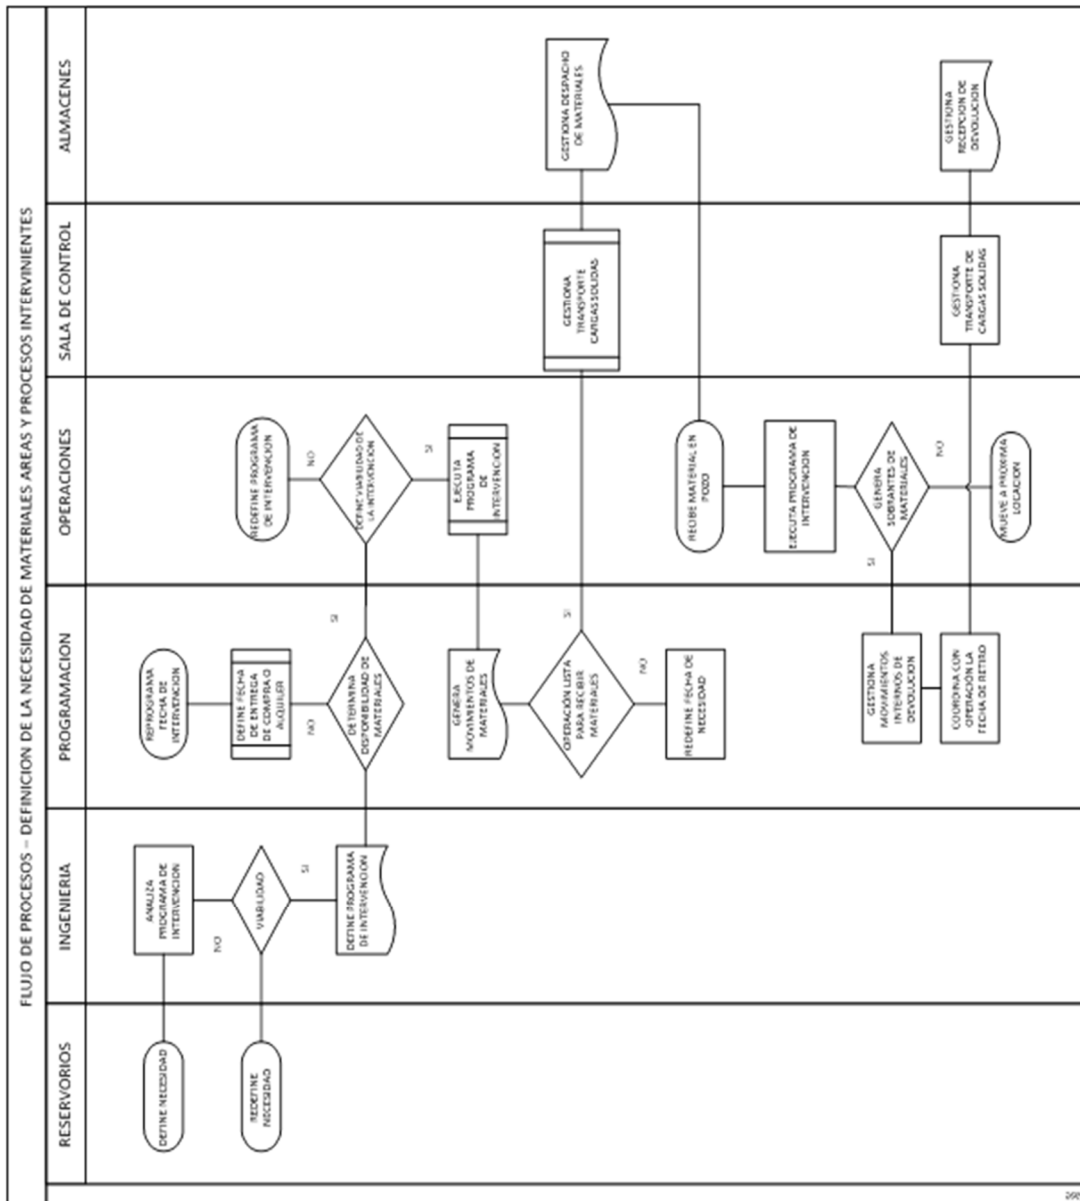 FLUJO DE PROCESOS – DEFINICION DE LA NECESIDAD DE MATERIALES AREAS Y PROCESOS INTERVINIENTES
RESERVORIOS
INGENIERIA
PROGRAMACION
OPERACIONES
SALA DE CONTROL
ALMACENES
DEFINE NECESIDAD
ANALIZA
PROGRAMA DE
INTERVENCION
REPROGRAMA
FECHA DE
INTERVENCION
REDEFINE
NECESIDAD
NO
VIABILIDAD
SI
DEFINE FECHA
DE ENTREGA
DE COMPRA O
ALQUILER
NO
REDEFINE PROGRAMA
DE INTERVENCION
NO
DEFINE PROGRAMA
DE INTERVENCION
DETERMINA
DISPONIBILIDAD DE
MATERIALES
SI
DEFINE VIABILIDAD DE
LA INTERVENCION
SI
GENERA
MOVIMIENTOS DE
MATERIALES
EJECUTA
PROGRAMA
DE
INTERVENCION
OPERACIÓN LISTA
PARA RECIBIR
MATERIALES
SI
NO
GESTIONA
TRANSPORTE
CARGAS SOLIDAS
GESTIONA DESPACHO
DE MATERIALES
REDEFINE FECHA DE
NECESIDAD
RECIBE MATERIAL EN
POZO
EJECUTA PROGRAMA DE
INTERVENCION
GENERA
SOBRANTES DE
MATERIALES
SI
NO
GESTIONA
MOVIMIENTOS
INTERNOS DE
DEVOLUCION
COORDINA CON
OPERACIÓN LA
FECHA DE RETIRO
MUEVE A PROXIMA
LOCACION
GESTIONA
TRANSPORTE DE
CARGAS SOLIDAS
GESTIONA
RECEPCION DE
DEVOLUCION